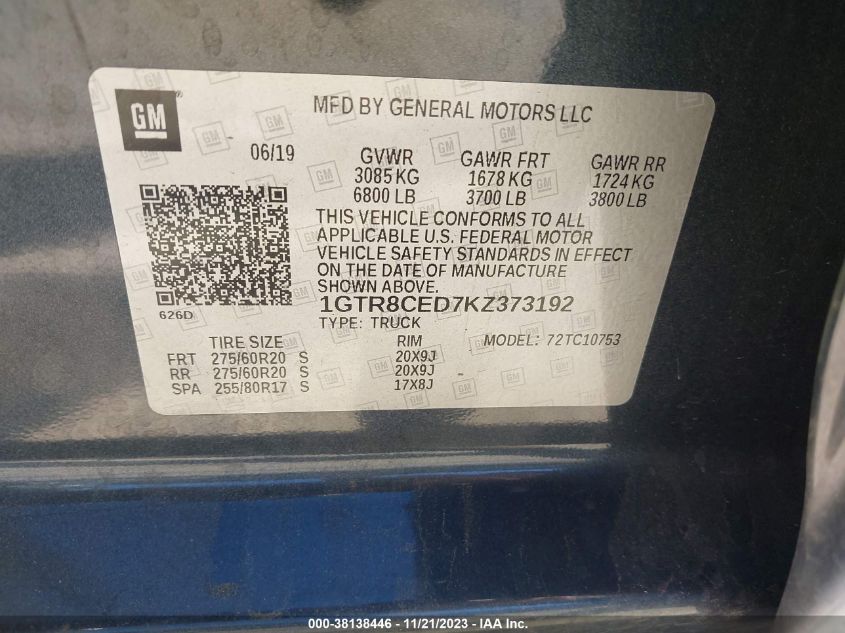 GM
MFD BY GENERAL MOTORS LLC
06/19
GVWR
3085 KG
6800 LB
GAWR FRT
1678 KG
3700 LB
GAWR RR
1724 KG
3800 LB
THIS VEHICLE CONFORMS TO ALL
APPLICABLE U.S. FEDERAL MOTOR
VEHICLE SAFETY STANDARDS IN EFFECT
ON THE DATE OF MANUFACTURE
SHOWN ABOVE.
626D
1GTR8CED7KZ373192
TYPE: TRUCK
MODEL: 72TC10753
TIRE SIZE RIM
FRT 275/60R20 S 20X9J
RR 275/60R20 S 20X9J
SPA 255/80R17 S 17X8J
000-38138446 - 11/21/2023 - IAA Inc.